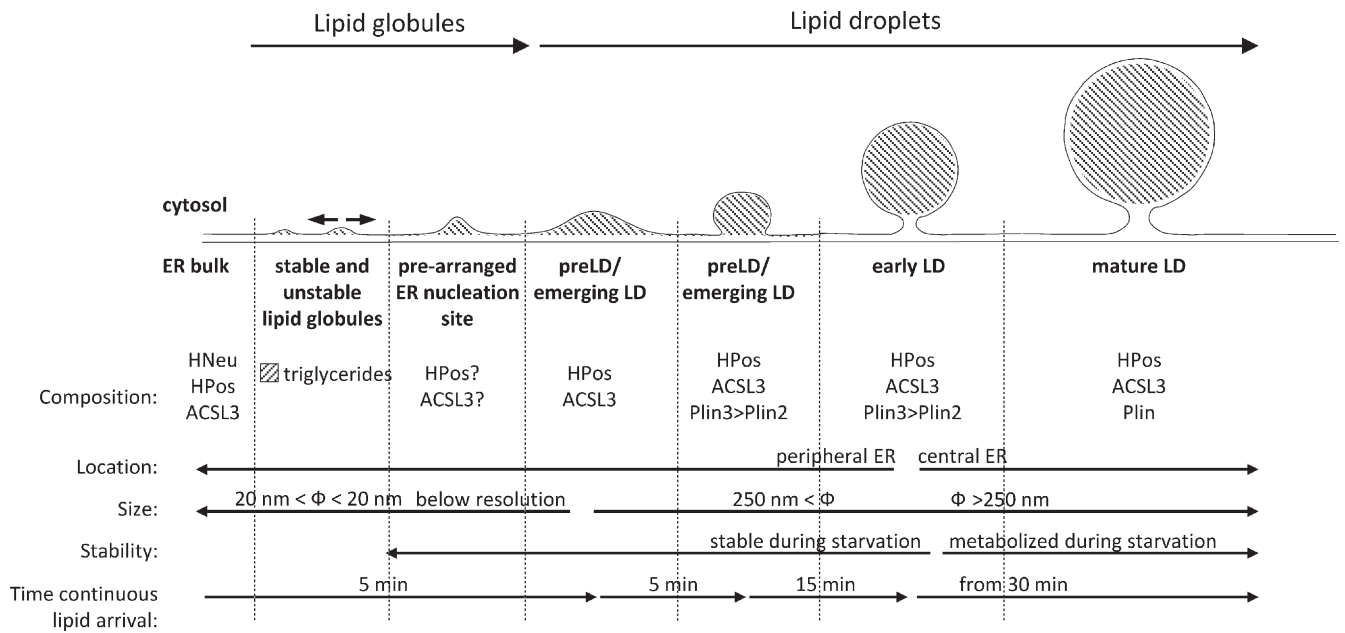 Lipid globules
Lipid droplets
cytosol
ER bulk
stable and
unstable
lipid globules
pre-arranged
ER nucleation
site
preLD/
emerging LD
preLD/
emerging LD
early LD
mature LD
Composition:
HNeu
HPos
ACSL3
triglycerides
HPos?
ACSL3?
HPos
ACSL3
HPos
ACSL3
Plin3>Plin2
HPos
ACSL3
Plin3>Plin2
HPos
ACSL3
Plin
Location:
peripheral ER
central ER
Size:
20 nm < Φ < 20 nm
below resolution
250 nm < Φ
Φ >250 nm
Stability:
stable during starvation
metabolized during starvation
Time continuous
lipid arrival:
5 min
5 min
15 min
from 30 min